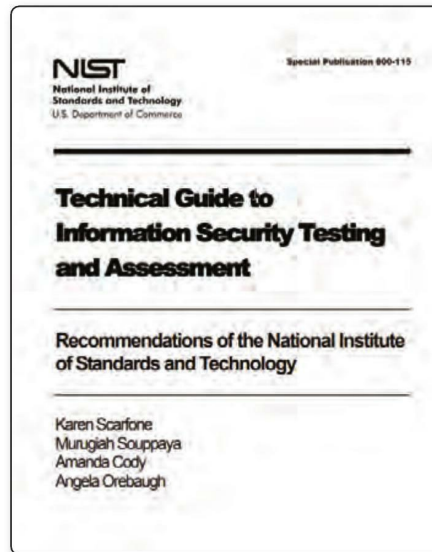 NIST
Special Publication 800-115
National Institute of
Standards and Technology
U.S. Department of Commerce
Technical Guide to
Information Security Testing
and Assessment
Recommendations of the National Institute
of Standards and Technology
Karen Scarfone
Murugiah Souppaya
Amanda Cody
Angela Orebaugh